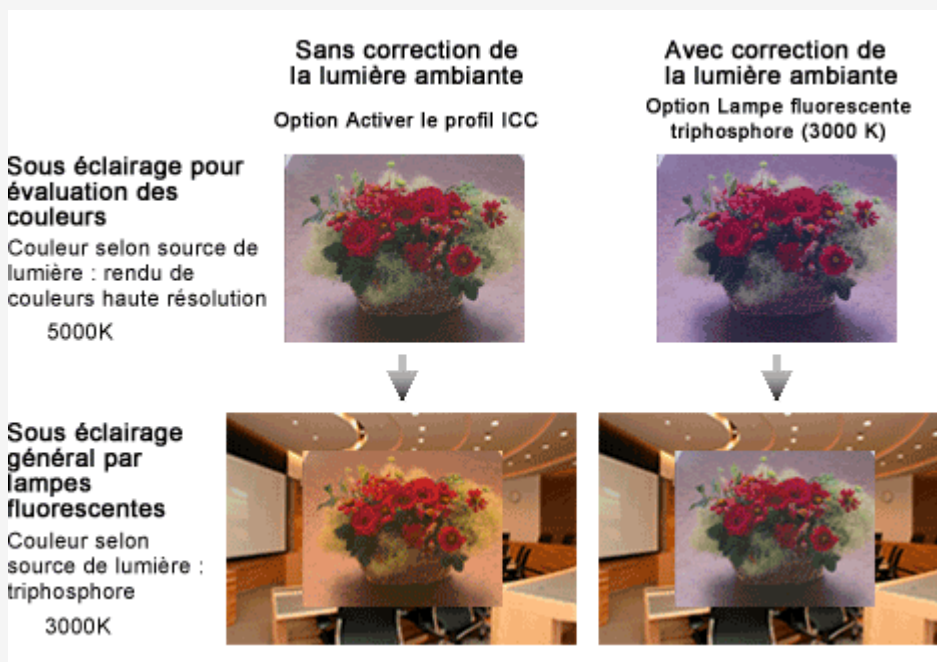 Sans correction de
la lumière ambiante
Option Activer le profil ICC
Avec correction de
la lumière ambiante
Option Lampe fluorescente
triphosphore (3000 K)
Sous éclairage pour
évaluation des
couleurs
Couleur selon source de
lumière : rendu de
couleurs haute résolution
5000K
Sous éclairage
général par
lampes
fluorescentes
Couleur selon
source de lumière :
triphosphore
3000K